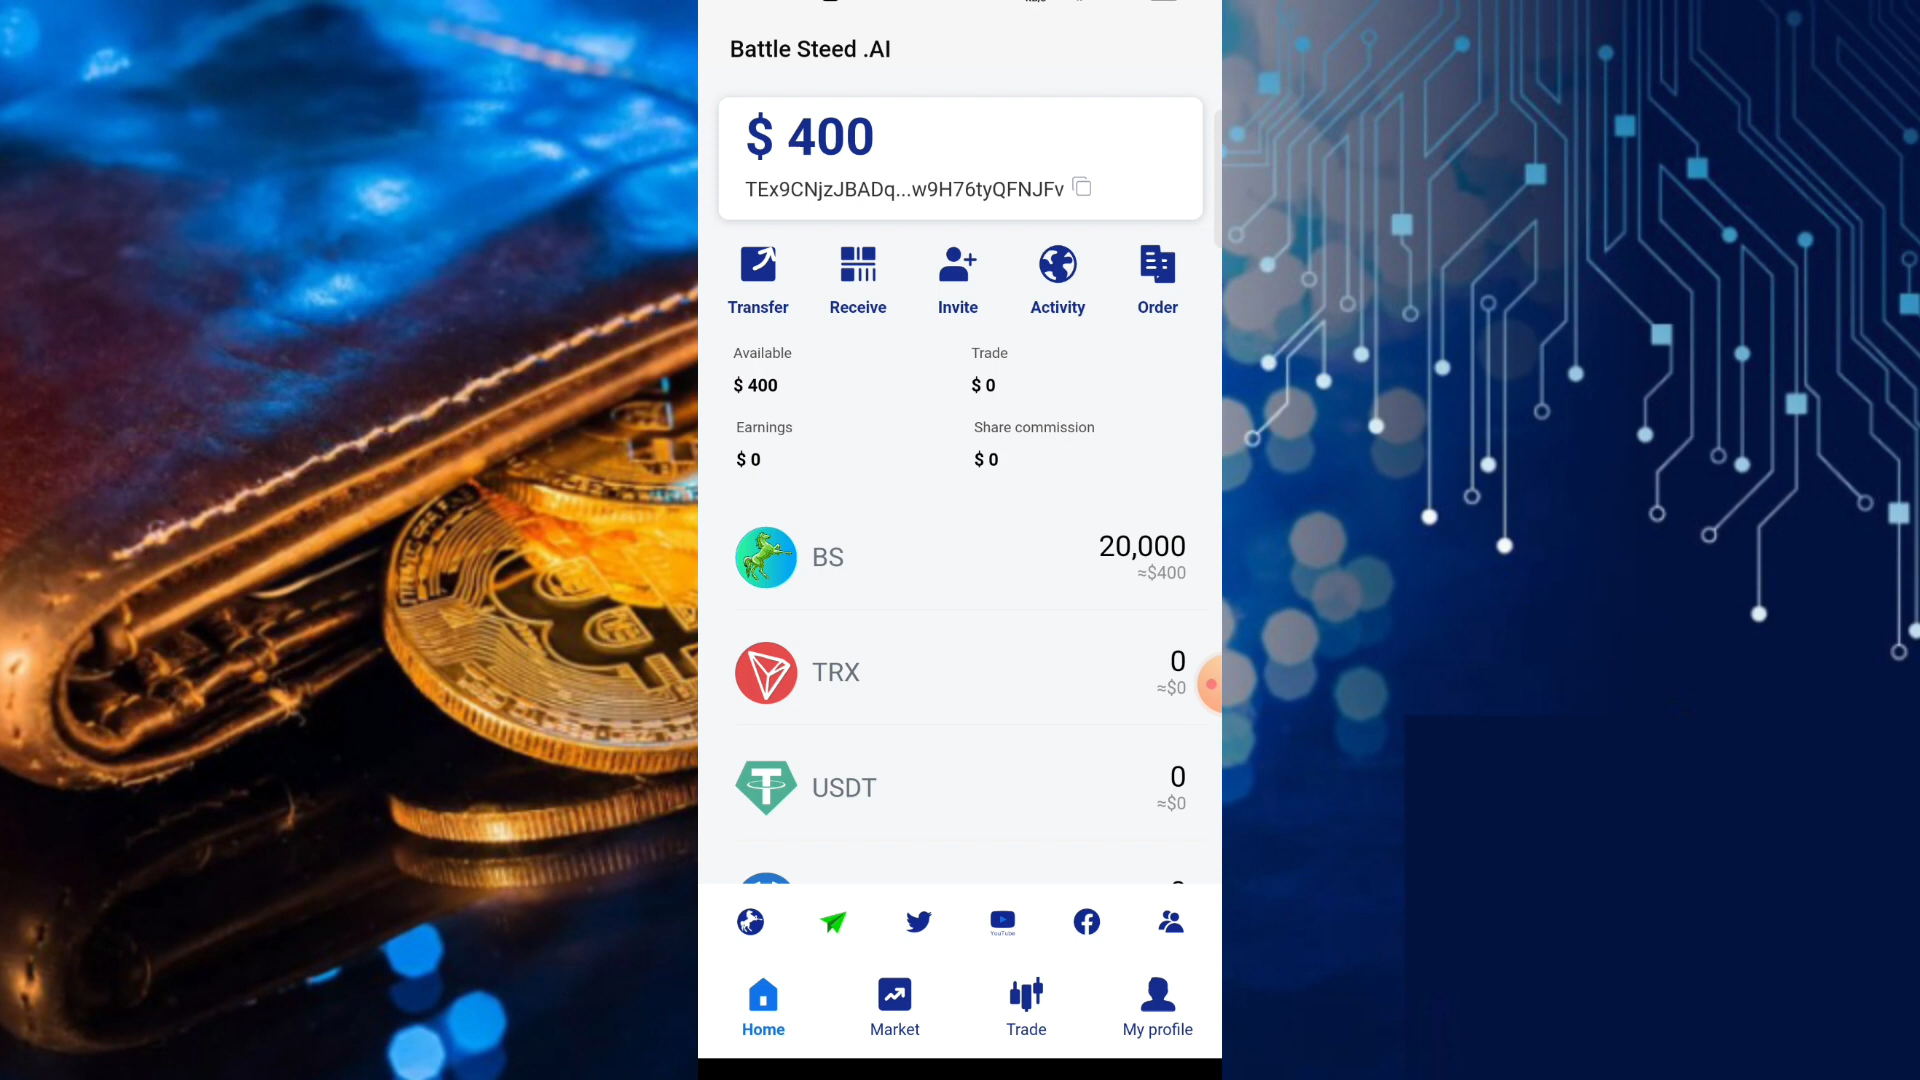 Battle Steed .AI
$ 400
TEx9CNjzJBADq...w9H76tyQFNJFv
Transfer Receive Invite Activity Order
Available Trade
$ 400 $ 0
Earnings Share commission
$ 0 $ 0
BS 20,000
≈$400
TRX 0
≈$0
USDT 0
≈$0
YouTube
Home Market Trade My profile